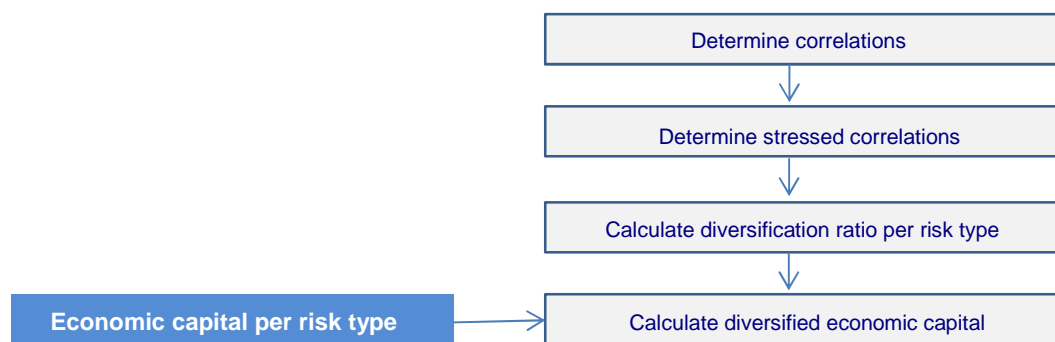 Determine correlations
Determine stressed correlations
Calculate diversification ratio per risk type
Economic capital per risk type
Calculate diversified economic capital